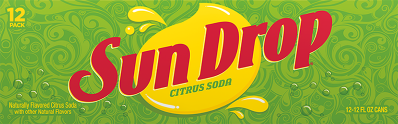 12
PACK
Sun Drop
CITRUS SODA
Naturally Flavored Citrus Soda
with other Natural Flavors
12-12 FL OZ CANS